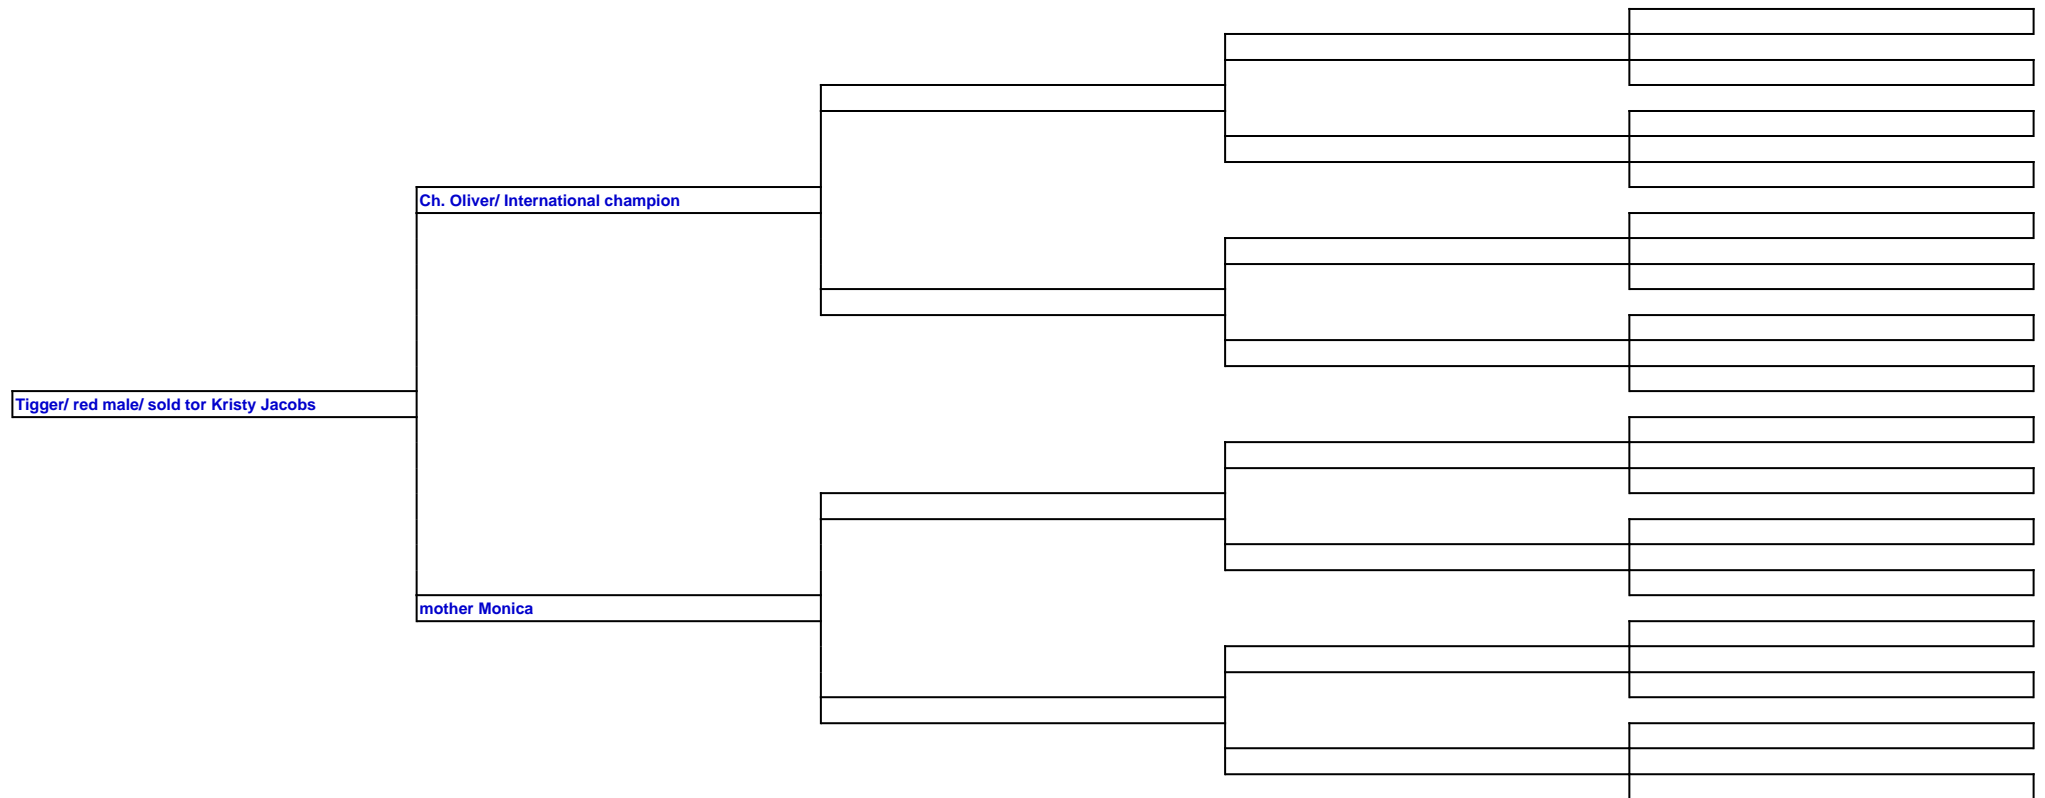 Ch. Oliver/ International champion
Tigger/ red male/ sold tor Kristy Jacobs
mother Monica